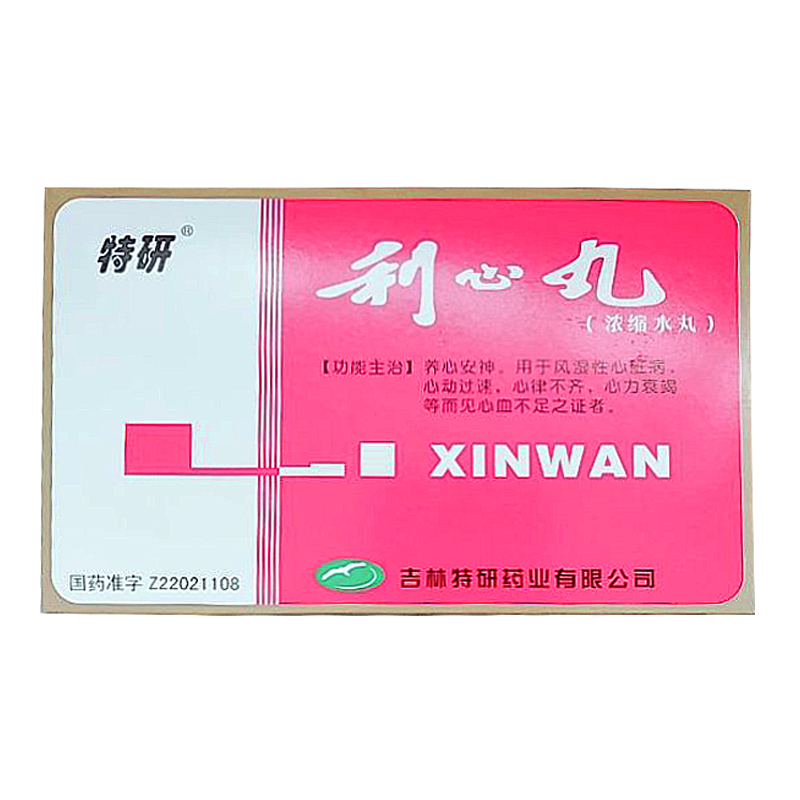 特研®
利心丸
（浓缩水丸）
【功能主治】养心安神。用于风湿性心脏病，
心动过速，心律不齐，心力衰竭
等而见心血不足之证者。
XINWAN
国药准字 Z22021108
吉林特研药业有限公司